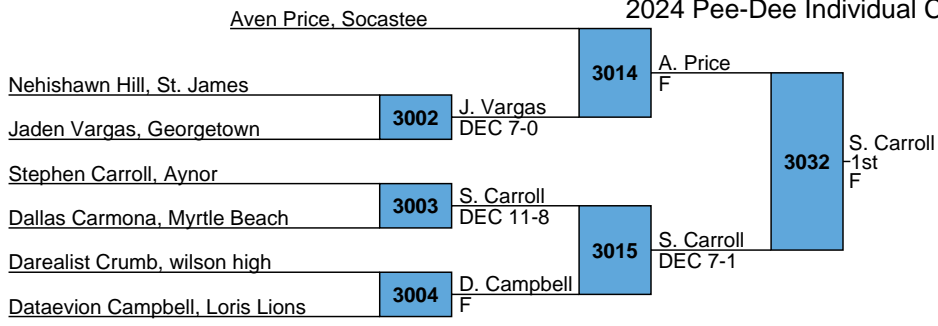 2024 Pee-Dee Individual C
Aven Price, Socastee
3014
A. Price
F
Nehishawn Hill, St. James
3002
J. Vargas
DEC 7-0
Jaden Vargas, Georgetown
3032
S. Carroll
1st
F
Stephen Carroll, Aynor
3003
S. Carroll
DEC 11-8
Dallas Carmona, Myrtle Beach
3015
S. Carroll
DEC 7-1
Darealist Crumb, wilson high
3004
D. Campbell
F
Dataevion Campbell, Loris Lions